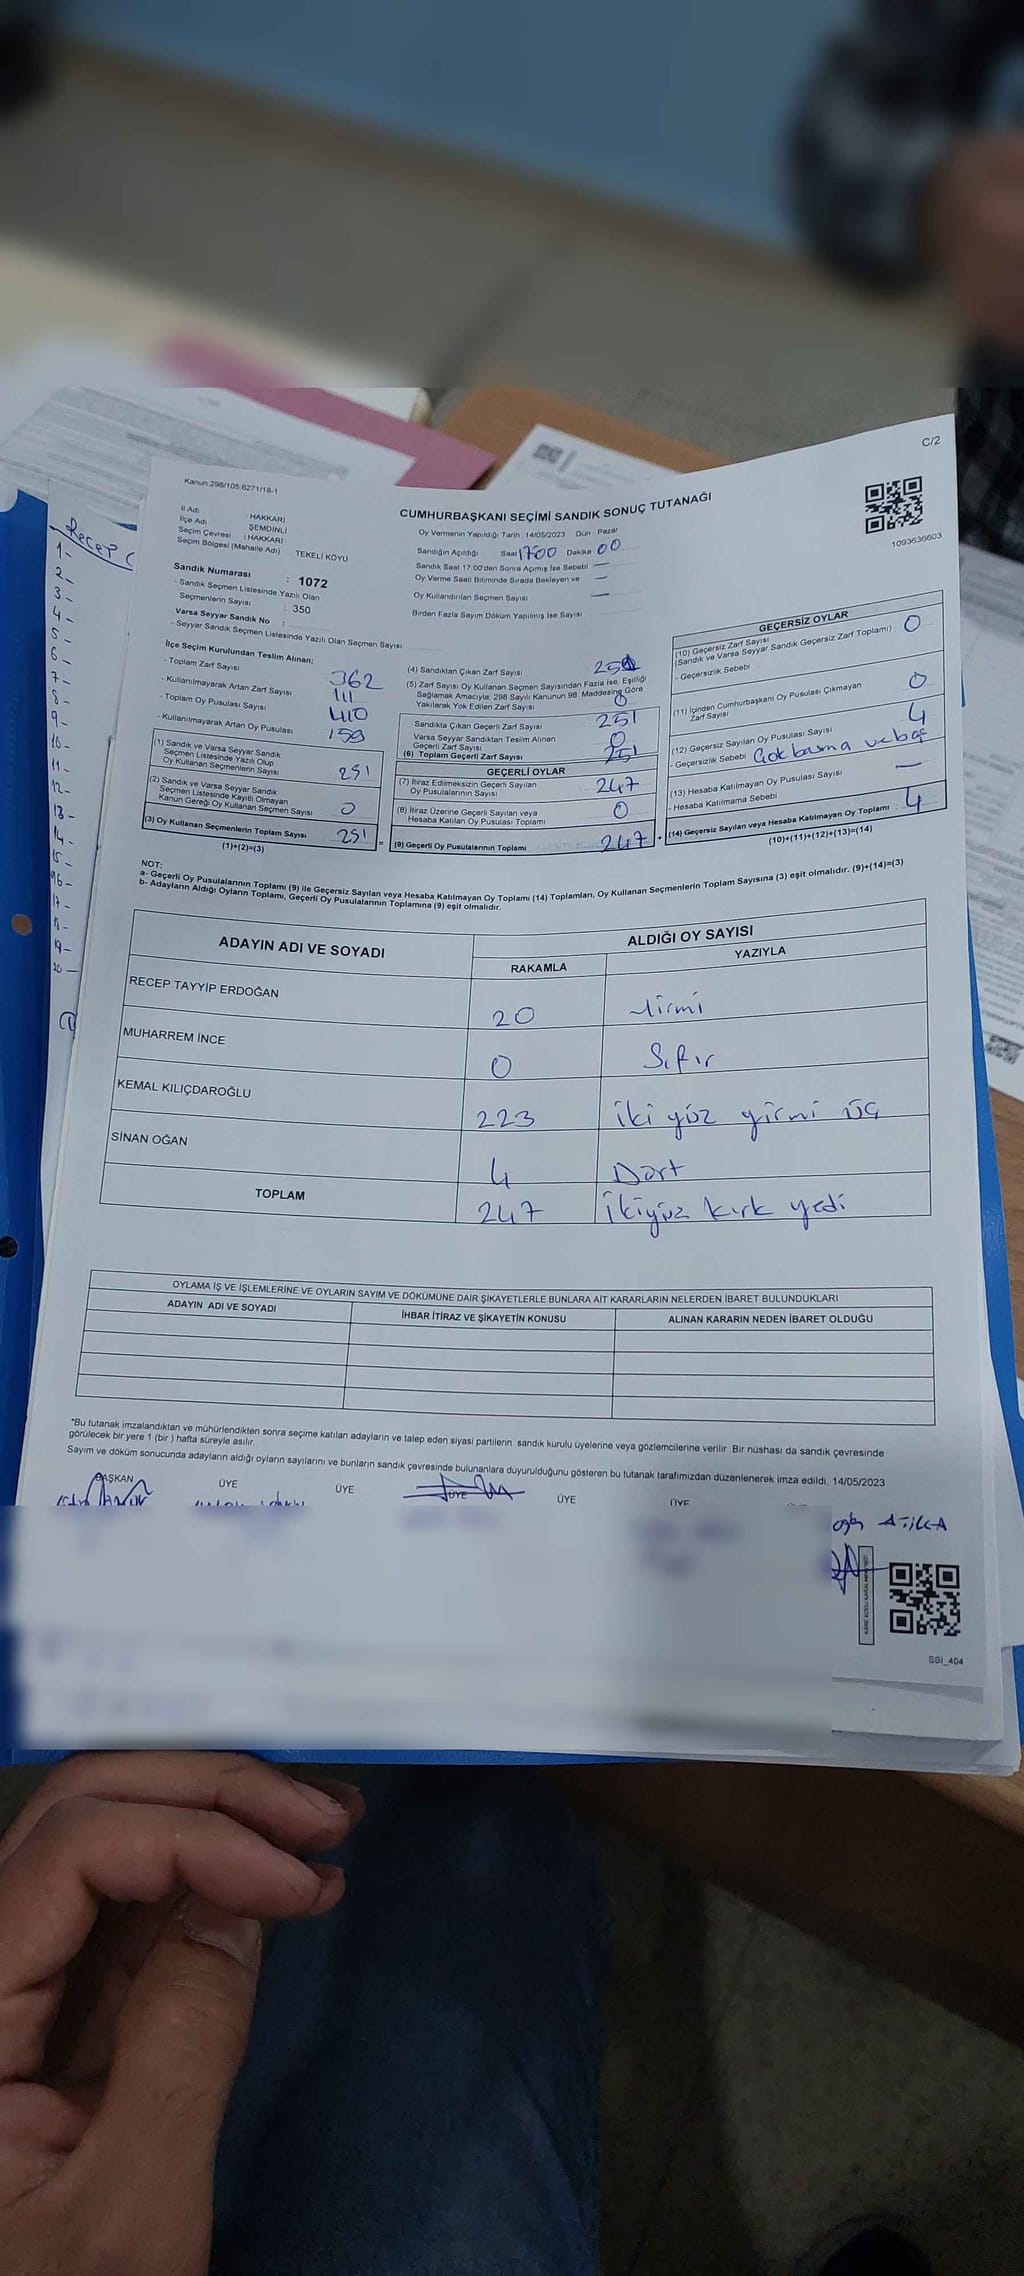 C/2
Kanun 298/105,6271/18-1
CUMHURBAŞKANI SEÇİMİ SANDIK SONUÇ TUTANAĞI
1093636603
İl Adı : HAKKARİ
İlçe Adı : ŞEMDİNLİ
Seçim Çevresi : HAKKARİ
Seçim Bölgesi (Mahalle Adı) : TEKELİ KÖYÜ
Sandık Numarası : 1072
- Sandık Seçmen Listesinde Yazılı Olan
Seçmenlerin Sayısı : 350
Varsa Seyyar Sandık No :
- Seyyar Sandık Seçmen Listesinde Yazılı Olan Seçmen Sayısı
Oy Vermenin Yapıldığı Tarih : 14/05/2023 Gün : Pazar
Sandığın Açıldığı Saat 1700 Dakika 00
Sandık Saat 17:00'den Sonra Açımış İse Sebebi —
Oy Verme Saati Bitiminde Sırada Bekleyen ve —
Oy Kullandırılan Seçmen Sayısı —
Birden Fazla Sayım Döküm Yapılmış İse Sayısı
İlçe Seçim Kurulundan Teslim Alınan;
- Toplam Zarf Sayısı 362
- Kullanılmayarak Artan Zarf Sayısı 111
- Toplam Oy Pusulası Sayısı 410
- Kullanılmayarak Artan Oy Pusulası 159
(1) Sandık ve Varsa Seyyar Sandık
Seçmen Listesinde Yazılı Olup
Oy Kullanan Seçmenlerin Sayısı 251
(2) Sandık ve Varsa Seyyar Sandık
Seçmen Listesinde Kayıtlı Olmayan
Kanun Gereği Oy Kullanan Seçmen Sayısı 0
(3) Oy Kullanan Seçmenlerin Toplam Sayısı 251
(1)+(2)=(3)
(4) Sandıktan Çıkan Zarf Sayısı 251
(5) Zarf Sayısı Oy Kullanan Seçmen Sayısından Fazla İse, Eşitliği
Sağlamak Amacıyla, 298 Sayılı Kanunun 98. Maddesine Göre
Yakılarak Yok Edilen Zarf Sayısı 0
Sandıkta Çıkan Geçerli Zarf Sayısı 251
Varsa Seyyar Sandıktan Teslim Alınan
Geçerli Zarf Sayısı 0
(6) Toplam Geçerli Zarf Sayısı 251
GEÇERLİ OYLAR
(7) İtiraz Edilmeksizin Geçerli Sayılan
Oy Pusulalarının Sayısı 247
(8) İtiraz Üzerine Geçerli Sayılan veya
Hesaba Katılan Oy Pusulası Toplamı 0
(9) Geçerli Oy Pusulalarının Toplamı 247
GEÇERSİZ OYLAR
(10) Geçersiz Zarf Sayısı
(Sandık ve Varsa Seyyar Sandık Geçersiz Zarf Toplamı) : 0
- Geçersizlik Sebebi
(11) İçinden Cumhurbaşkanı Oy Pusulası Çıkmayan
Zarf Sayısı 0
(12) Geçersiz Sayılan Oy Pusulası Sayısı 4
- Geçersizlik Sebebi Çok basma ve boş
(13) Hesaba Katılmayan Oy Pusulası Sayısı —
- Hesaba Katılmama Sebebi
(14) Geçersiz Sayılan veya Hesaba Katılmayan Oy Toplamı : 4
(10)+(11)+(12)+(13)=(14)
NOT:
a- Geçerli Oy Pusulalarının Toplamı (9) ile Geçersiz Sayılan veya Hesaba Katılmayan Oy Toplamı (14) Toplamları, Oy Kullanan Seçmenlerin Toplam Sayısına (3) eşit olmalıdır. (9)+(14)=(3)
b- Adayların Aldığı Oyların Toplamı, Geçerli Oy Pusulalarının Toplamına (9) eşit olmalıdır.
ADAYIN ADI VE SOYADI
ALDIĞI OY SAYISI
RAKAMLA YAZIYLA
RECEP TAYYİP ERDOĞAN 20 Yirmi
MUHARREM İNCE 0 Sıfır
KEMAL KILIÇDAROĞLU 223 iki yüz yirmi üç
SİNAN OĞAN 4 Dört
TOPLAM 247 ikiyüz kırk yedi
OYLAMA İŞ VE İŞLEMLERİNE VE OYLARIN SAYIM VE DÖKÜMÜNE DAİR ŞİKAYETLERLE BUNLARA AİT KARARLARIN NELERDEN İBARET BULUNDUKLARI
ADAYIN ADI VE SOYADI İHBAR İTİRAZ VE ŞİKAYETİN KONUSU ALINAN KARARIN NEDEN İBARET OLDUĞU
*Bu tutanak imzalandıktan ve mühürlendikten sonra seçime katılan adayların ve talep eden siyasi partilerin sandık kurulu üyelerine veya gözlemcilerine verilir. Bir nüshası da sandık çevresinde
görülecek bir yere 1 (bir ) hafta süreyle asılır.
Sayım ve döküm sonucunda adayların aldığı oyların sayılarını ve bunların sandık çevresinde bulunanlara duyurulduğunu gösteren bu tutanak tarafımızdan düzenlenerek imza edildi. 14/05/2023
BAŞKAN ÜYE ÜYE ÜYE ÜYE ÜYE
ATİLLA
SSI_404
Recep
1-
2-
3-
4-
5-
6-
7-
8-
9-
10-
11-
12-
13-
14-
15-
16-
17-
18-
19-
20-